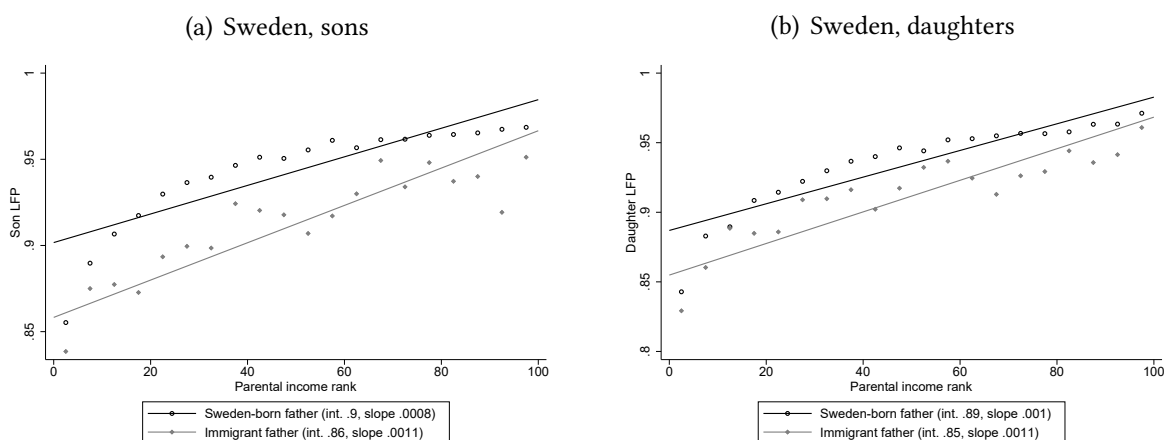 (a) Sweden, sons
1
.95
.9
.85
Son LFP
0 20 40 60 80 100
Parental income rank
Sweden-born father (int. .9, slope .0008)
Immigrant father (int. .86, slope .0011)
(b) Sweden, daughters
1
.95
.9
.85
.8
Daughter LFP
0 20 40 60 80 100
Parental income rank
Sweden-born father (int. .89, slope .001)
Immigrant father (int. .85, slope .0011)